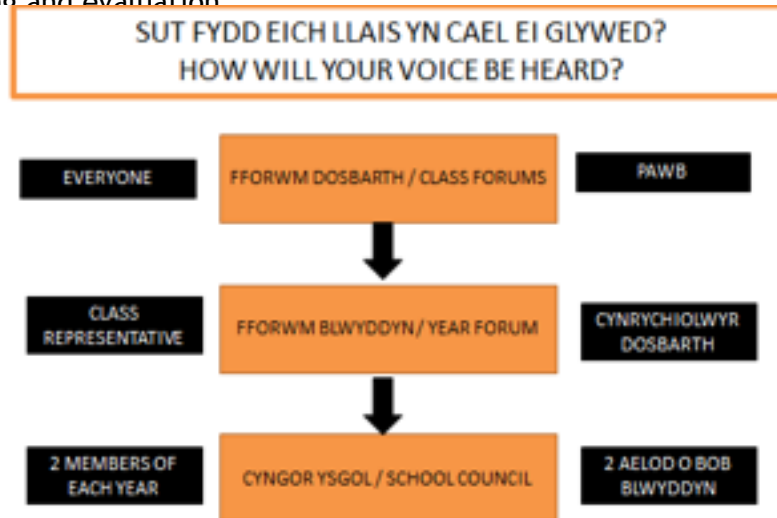 and evaluation
SUT FYDD EICH LLAIS YN CAEL EI GLYWED?
HOW WILL YOUR VOICE BE HEARD?
EVERYONE
FFORWM DOSBARTH / CLASS FORUMS
PAWB
CLASS
REPRESENTATIVE
FFORWM BLWYDDYN / YEAR FORUM
CYNRYCHIOLWYR
DOSBARTH
2 MEMBERS OF
EACH YEAR
CYNGOR YSGOL / SCHOOL COUNCIL
2 AELOD O BOB
BLWYDDYN